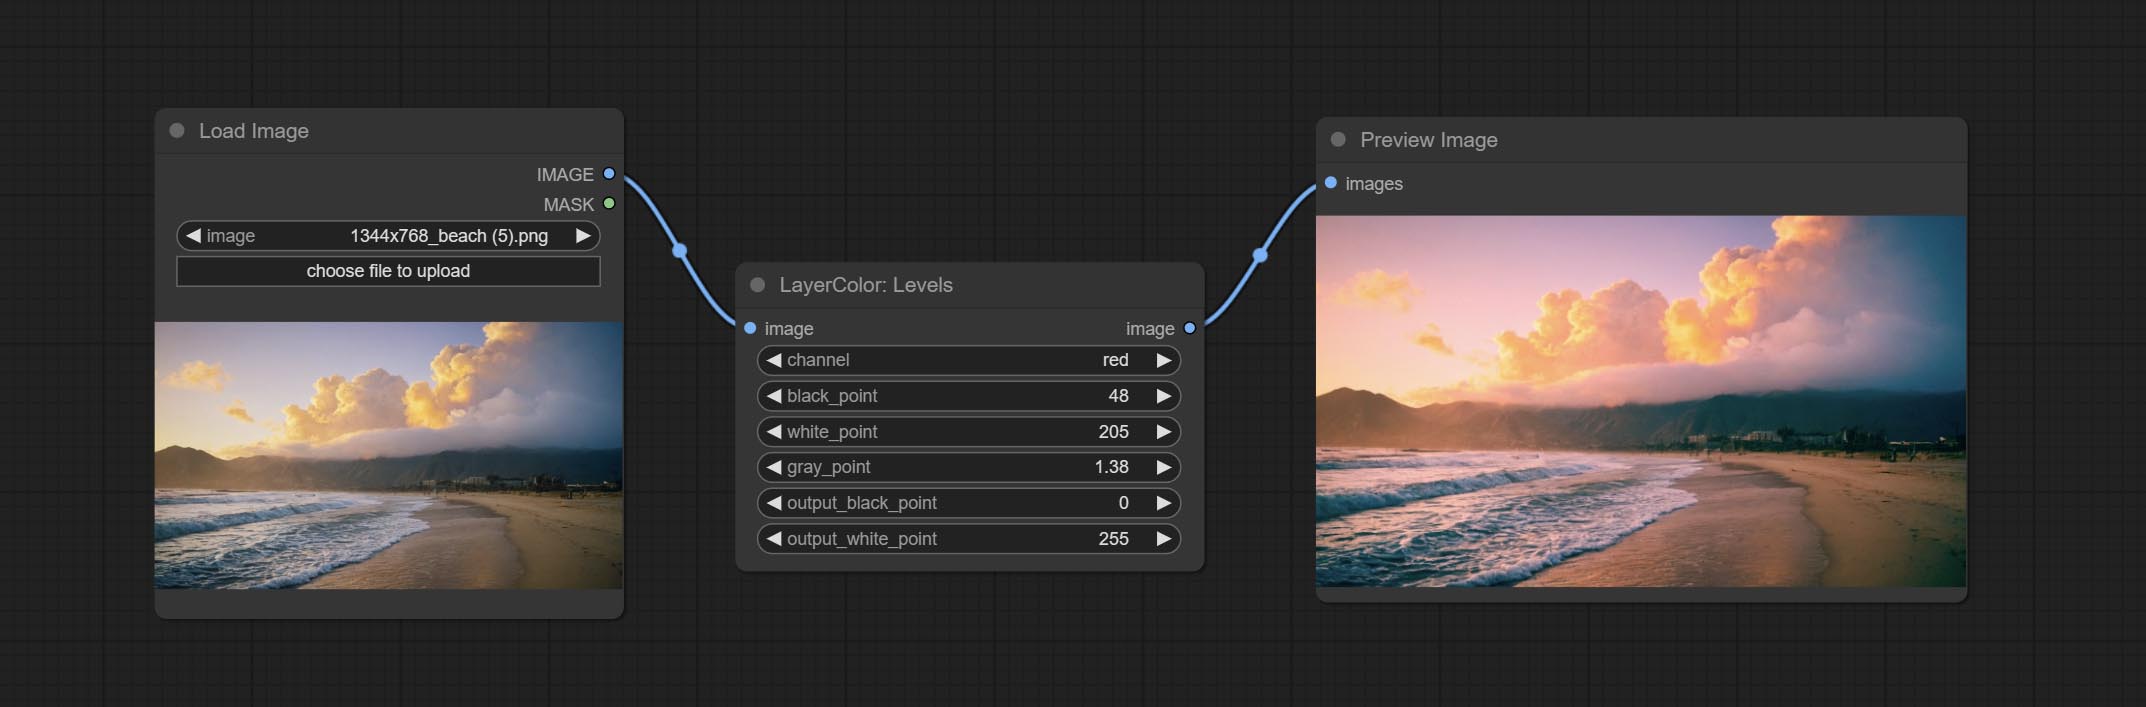 Load Image
IMAGE
MASK
image 1344x768_beach (5).png
choose file to upload
LayerColor: Levels
image image
channel red
black_point 48
white_point 205
gray_point 1.38
output_black_point 0
output_white_point 255
Preview Image
images